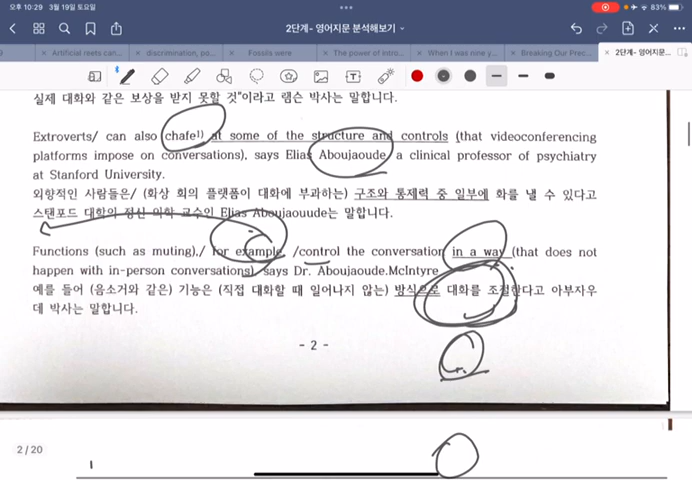 오후 10:29 3월 19일 토요일
83%
2단계- 영어지문 분석해보기
Artificial reets can...
discrimination, po...
Fossils were
The power of intro...
When I was nine y...
Breaking Our Prec...
2단계- 영어지문...
실제 대화와 같은 보상을 받지 못할 것"이라고 램슨 박사는 말합니다.
Extroverts/ can also (chafe1) at some of the structure and controls (that videoconferencing
platforms impose on conversations), says Elias Aboujaoude, a clinical professor of psychiatry
at Stanford University.
외향적인 사람들은/ (화상 회의 플랫폼이 대화에 부과하는) 구조와 통제력 중 일부에 화를 낼 수 있다고
스탠포드 대학의 정신 의학 교수인 Elias Aboujaouude는 말합니다.
Functions (such as muting),/ for example /control the conversation in a way (that does not
happen with in-person conversations), says Dr. Aboujaoude.McIntyre
예를 들어 (음소거와 같은) 기능은 (직접 대화할 때 일어나지 않는) 방식으로 대화를 조절한다고 아부자우
데 박사는 말합니다.
- 2 -
2 / 20